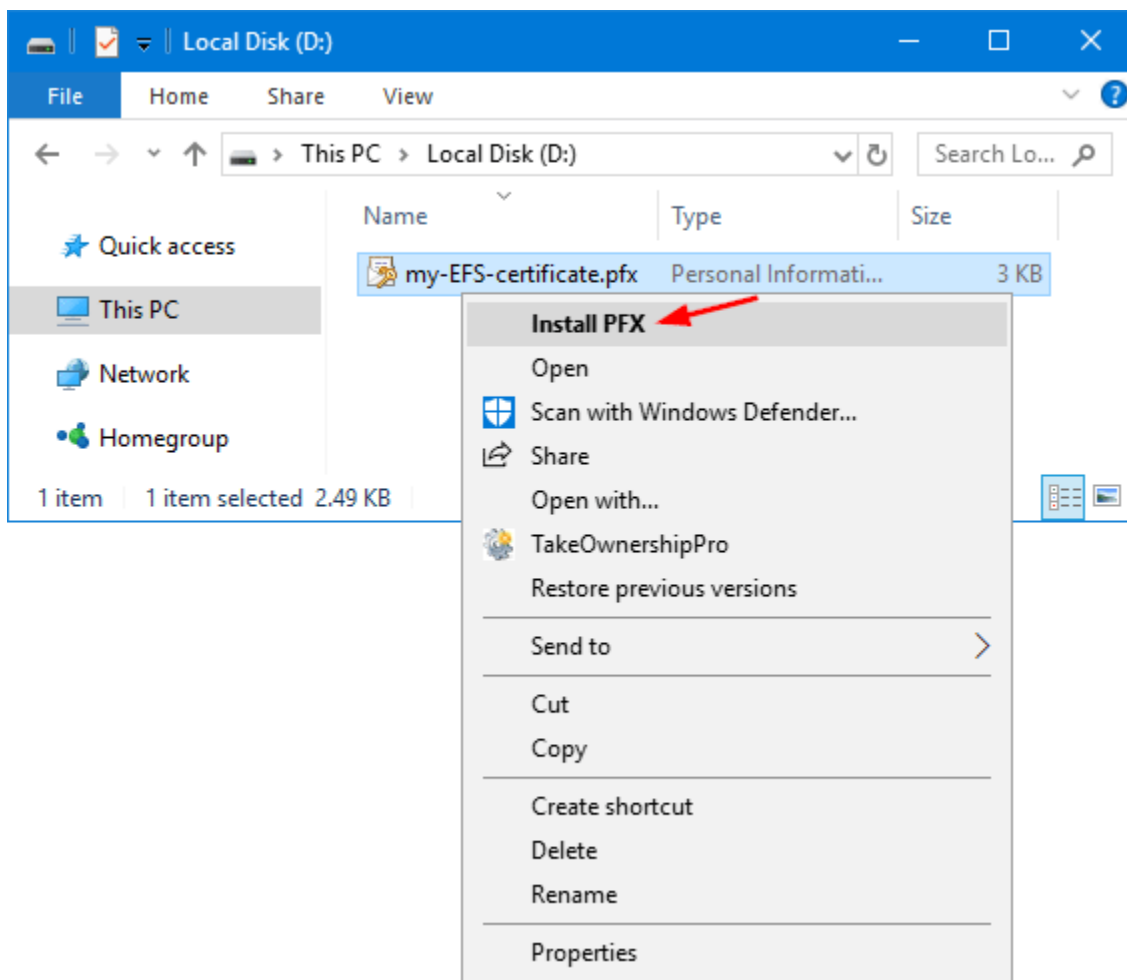 Local Disk (D:)
File Home Share View
?
> This PC > Local Disk (D:) Search Lo...
Name Type Size
Quick access
my-EFS-certificate.pfx Personal Informati... 3 KB
This PC
Install PFX
Open
Network
Scan with Windows Defender...
Homegroup
Share
1 item 1 item selected 2.49 KB
Open with...
TakeOwnershipPro
Restore previous versions
Send to
Cut
Copy
Create shortcut
Delete
Rename
Properties